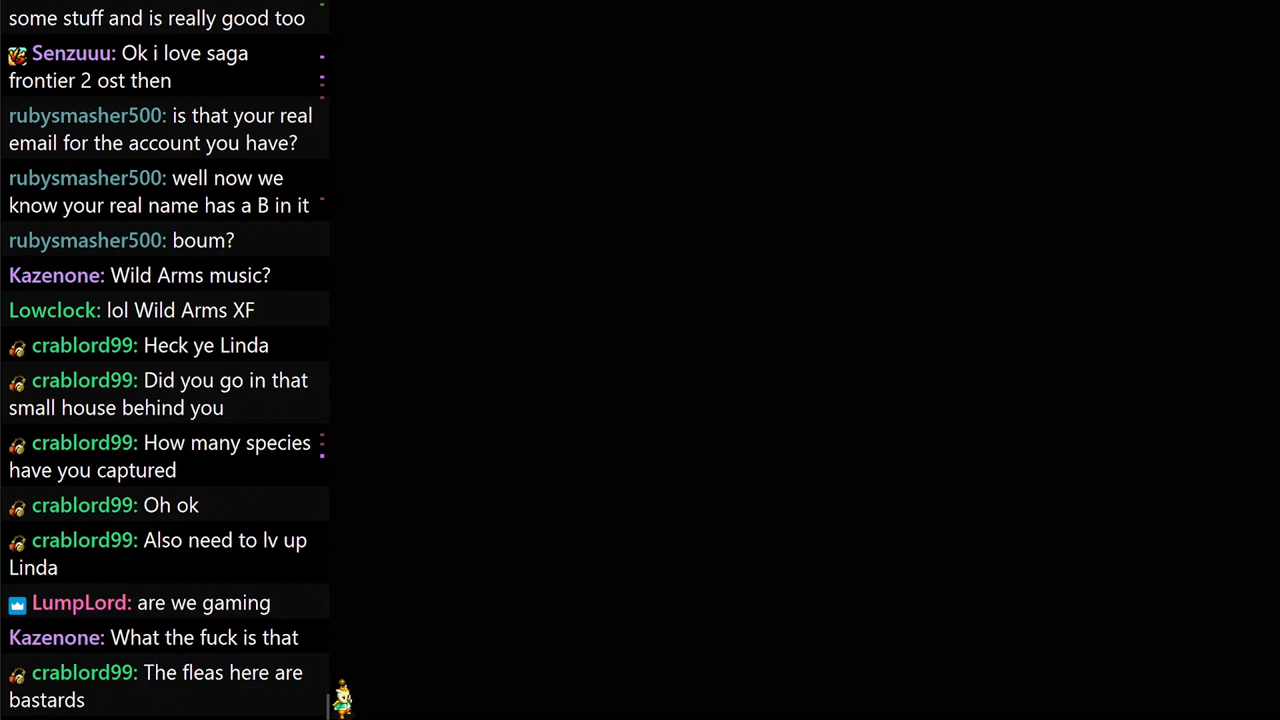 some stuff and is really good too
Senzuuu: Ok i love saga
frontier 2 ost then
rubysmasher500: is that your real
email for the account you have?
rubysmasher500: well now we
know your real name has a B in it
rubysmasher500: boum?
Kazenone: Wild Arms music?
Lowclock: lol Wild Arms XF
crablord99: Heck ye Linda
crablord99: Did you go in that
small house behind you
crablord99: How many species
have you captured
crablord99: Oh ok
crablord99: Also need to lv up
Linda
LumpLord: are we gaming
Kazenone: What the fuck is that
crablord99: The fleas here are
bastards